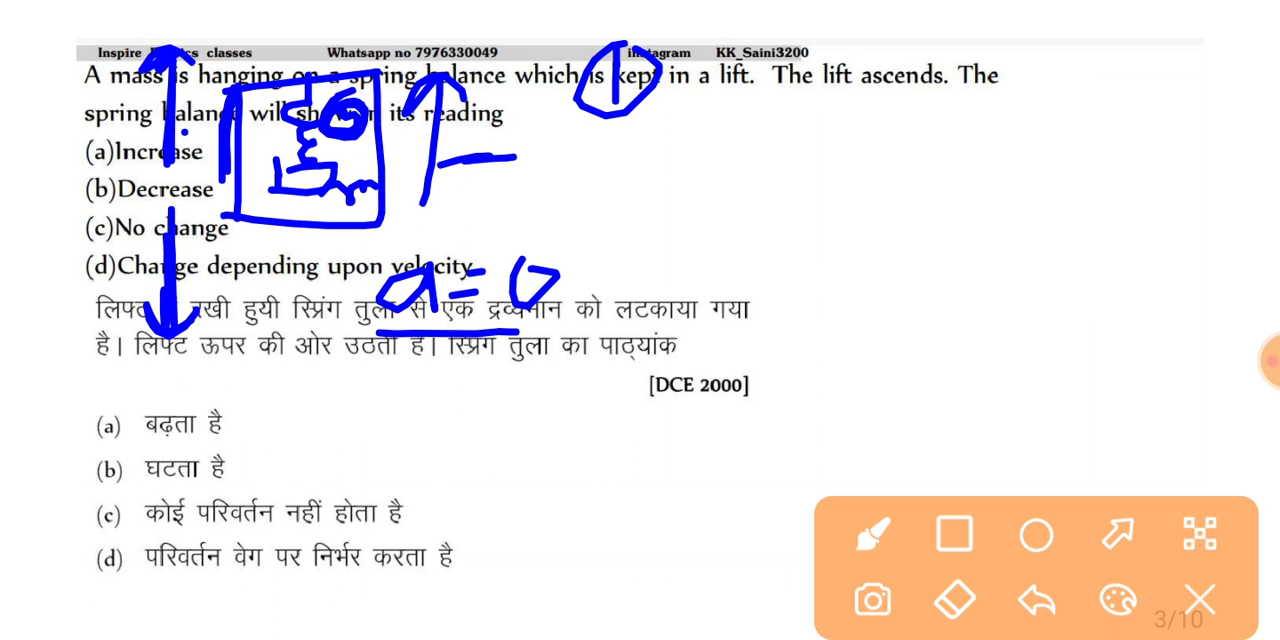 Inspire classes Whatsapp no 7976330049 instagram KK_Saini3200
A mass is hanging on a spring balance which is kept in a lift. The lift ascends. The
spring balance will show in its reading
(a)Increase
(b)Decrease
(c)No change
(d)Change depending upon velocity
a = 0
लिफ्ट में रखी हुयी स्प्रिंग तुला से एक द्रव्यमान को लटकाया गया
है। लिफ्ट ऊपर की ओर उठती है। स्प्रिंग तुला का पाठ्यांक
[DCE 2000]
(a) बढ़ता है
(b) घटता है
(c) कोई परिवर्तन नहीं होता है
(d) परिवर्तन वेग पर निर्भर करता है
3/10